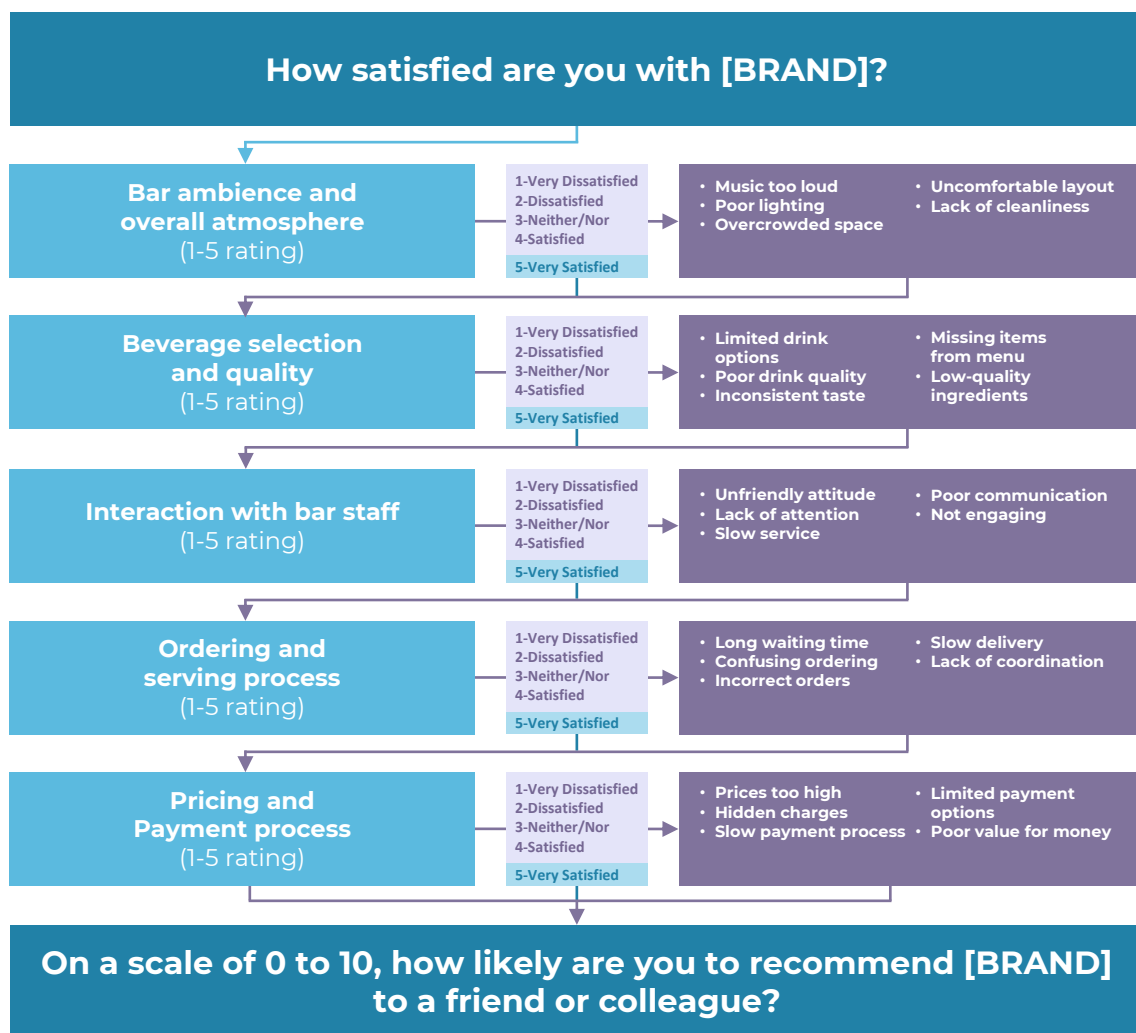 How satisfied are you with [BRAND]?
Bar ambience and
overall atmosphere
(1-5 rating)
1-Very Dissatisfied
2-Dissatisfied
3-Neither/Nor
4-Satisfied
5-Very Satisfied
• Music too loud
• Poor lighting
• Overcrowded space
• Uncomfortable layout
• Lack of cleanliness
Beverage selection
and quality
(1-5 rating)
1-Very Dissatisfied
2-Dissatisfied
3-Neither/Nor
4-Satisfied
5-Very Satisfied
• Limited drink
options
• Poor drink quality
• Inconsistent taste
• Missing items
from menu
• Low-quality
ingredients
Interaction with bar staff
(1-5 rating)
1-Very Dissatisfied
2-Dissatisfied
3-Neither/Nor
4-Satisfied
5-Very Satisfied
• Unfriendly attitude
• Lack of attention
• Slow service
• Poor communication
• Not engaging
Ordering and
serving process
(1-5 rating)
1-Very Dissatisfied
2-Dissatisfied
3-Neither/Nor
4-Satisfied
5-Very Satisfied
• Long waiting time
• Confusing ordering
• Incorrect orders
• Slow delivery
• Lack of coordination
Pricing and
Payment process
(1-5 rating)
1-Very Dissatisfied
2-Dissatisfied
3-Neither/Nor
4-Satisfied
5-Very Satisfied
• Prices too high
• Hidden charges
• Slow payment process
• Limited payment
options
• Poor value for money
On a scale of 0 to 10, how likely are you to recommend [BRAND]
to a friend or colleague?